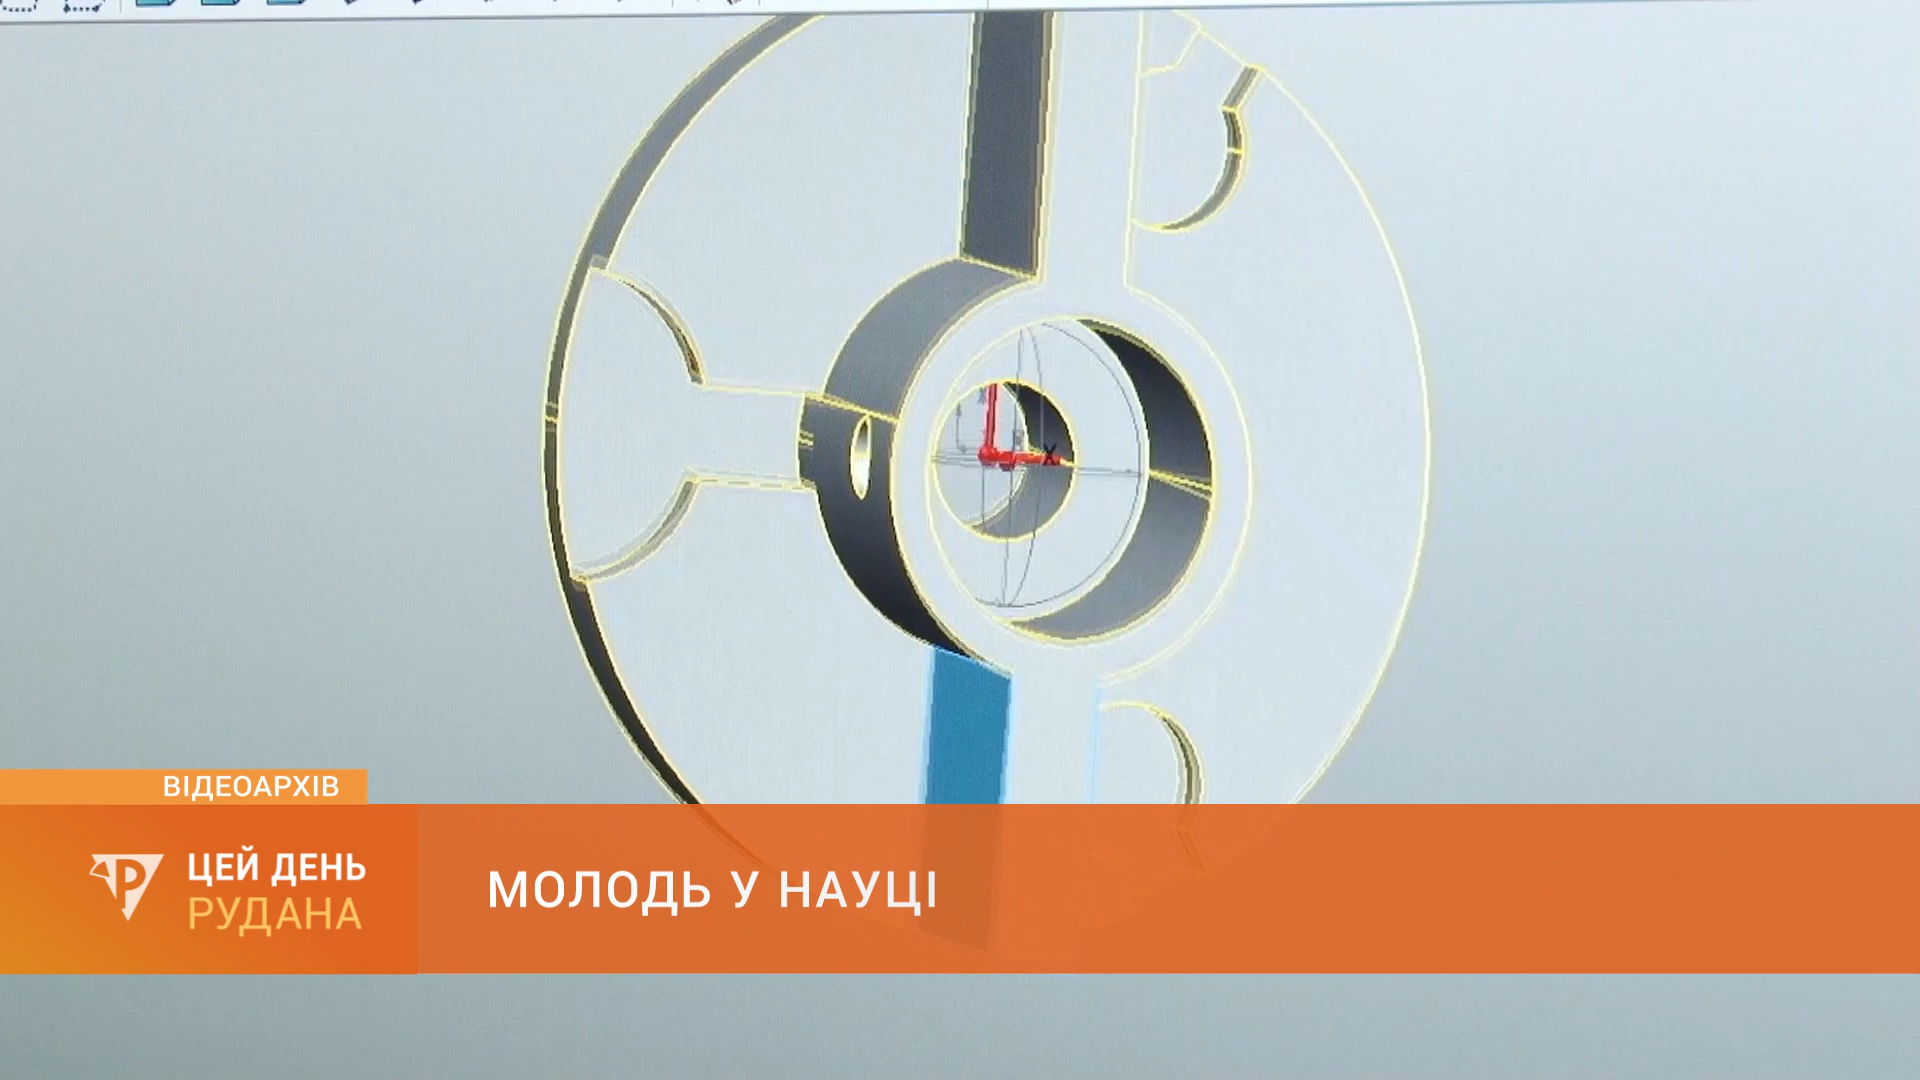 X
ВІДЕОАРХІВ
ЦЕЙ ДЕНЬ
РУДАНА
МОЛОДЬ У НАУЦІ